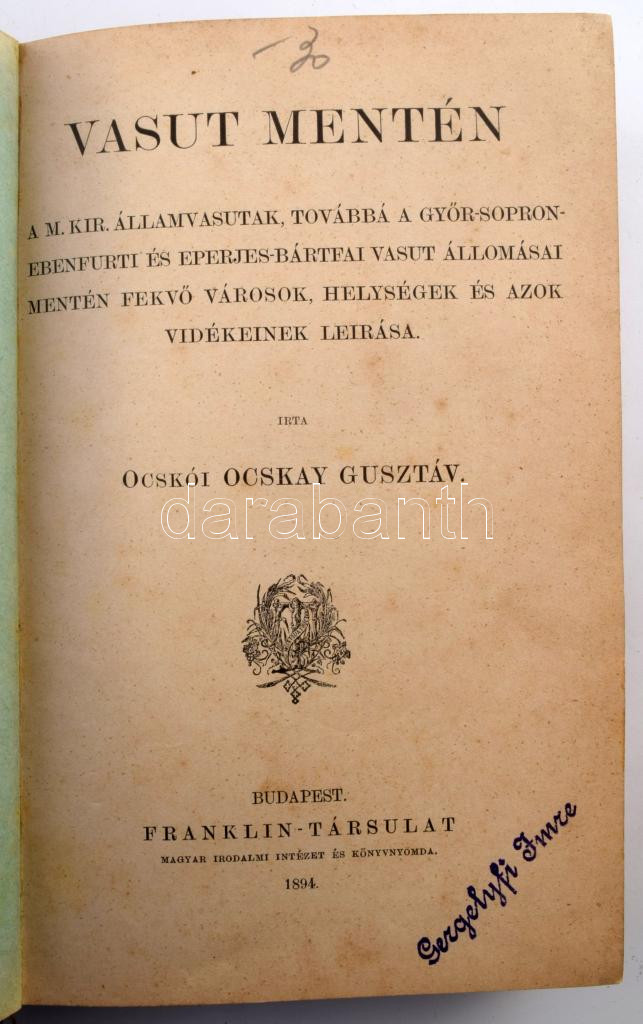 -30
VASUT MENTÉN
A M. KIR. ÁLLAMVASUTAK, TOVÁBBÁ A GYŐR-SOPRON-
EBENFURTI ÉS EPERJES-BÁRTFAI VASUT ÁLLOMÁSAI
MENTÉN FEKVŐ VÁROSOK, HELYSÉGEK ÉS AZOK
VIDÉKEINEK LEIRÁSA.
IRTA
OCSKÓI OCSKAY GUSZTÁV.
darabanth
BUDAPEST.
FRANKLIN-TÁRSULAT
MAGYAR IRODALMI INTÉZET ÉS KÖNYVNYOMDA.
1894.
Gergelyfi Imre